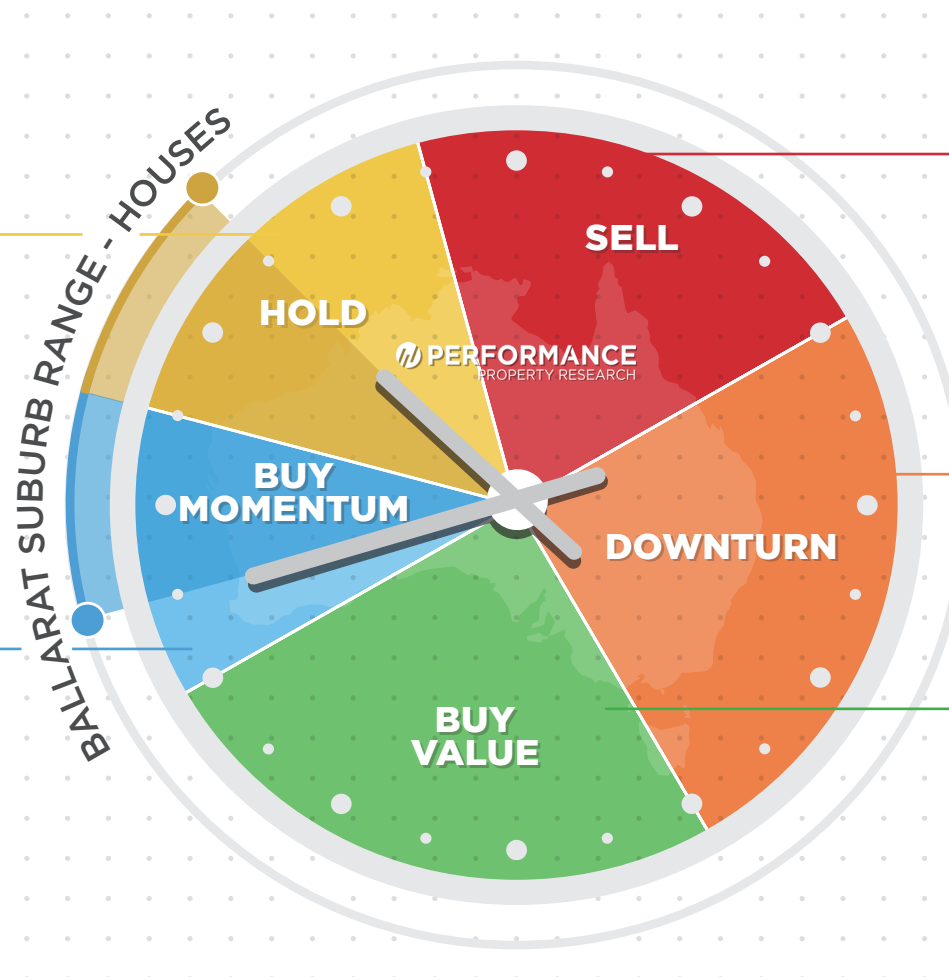 BALLARAT SUBURB RANGE - HOUSES
SELL
HOLD
PERFORMANCE
PROPERTY RESEARCH
BUY
MOMENTUM
DOWNTURN
BUY
VALUE